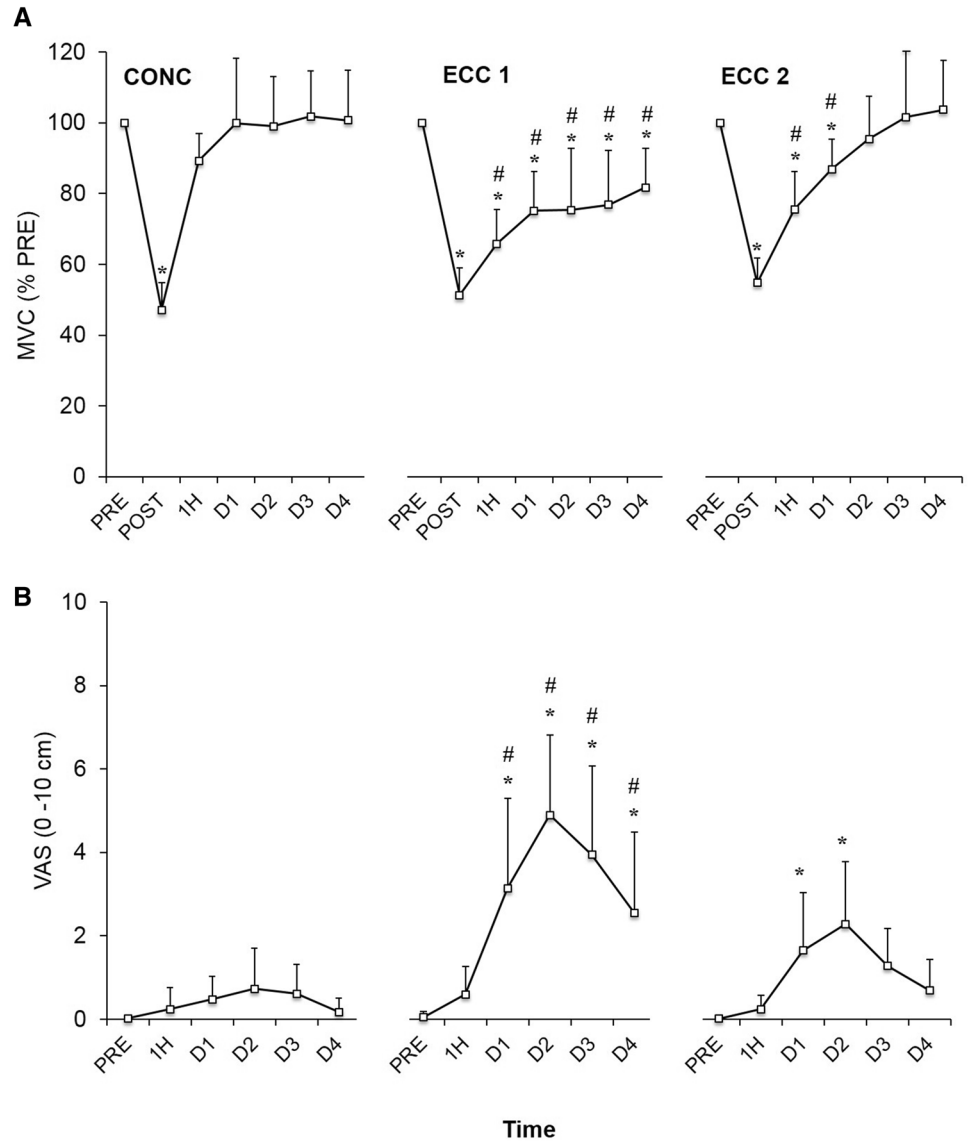 A
120
100
80
60
40
20
0
MVC (% PRE)
CONC
ECC 1
ECC 2
*
* # * # * # * # * # *
* # * # *
PRE POST 1H D1 D2 D3 D4
PRE POST 1H D1 D2 D3 D4
PRE POST 1H D1 D2 D3 D4
B
10
8
6
4
2
0
VAS (0 -10 cm)
# * # * # * # *
* *
PRE 1H D1 D2 D3 D4
PRE 1H D1 D2 D3 D4
PRE 1H D1 D2 D3 D4
Time